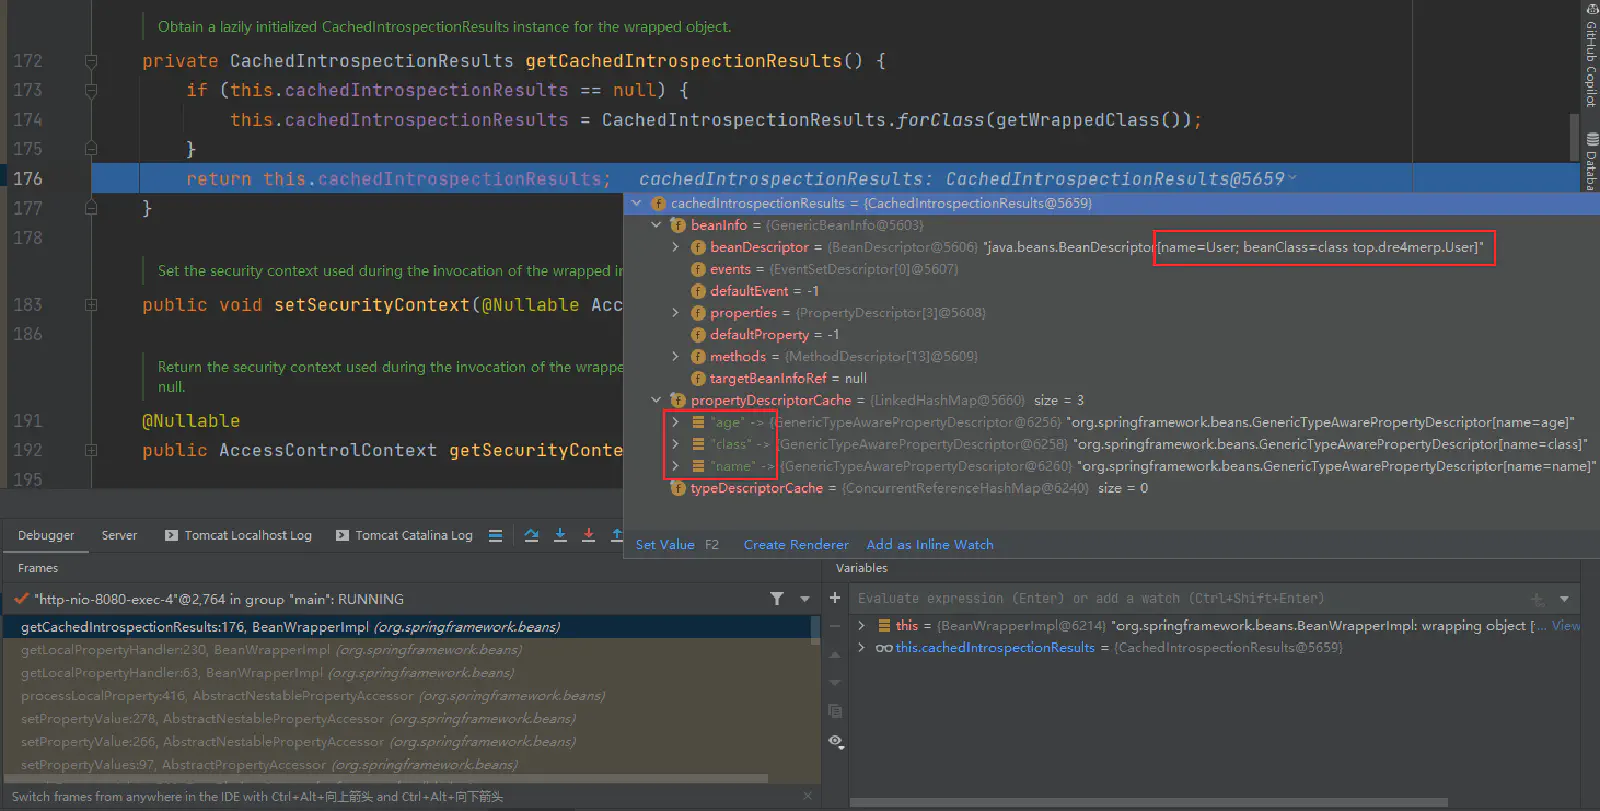 Obtain a lazily initialized CachedIntrospectionResults instance for the wrapped object.
172 private CachedIntrospectionResults getCachedIntrospectionResults() {
173 if (this.cachedIntrospectionResults == null) {
174 this.cachedIntrospectionResults = CachedIntrospectionResults.forClass(getWrappedClass());
175 }
176 return this.cachedIntrospectionResults; cachedIntrospectionResults: CachedIntrospectionResults@5659
177 }
178
Set the security context used during the invocation of the wrapped in
183 public void setSecurityContext(@Nullable Acc
186
Return the security context used during the invocation of the wrappe
null.
191 @Nullable
192 public AccessControlContext getSecurityConte
195
cachedIntrospectionResults = {CachedIntrospectionResults@5659}
beanInfo = {GenericBeanInfo@5603}
beanDescriptor = {BeanDescriptor@5606} "java.beans.BeanDescriptor[name=User; beanClass=class top.dre4merp.User]"
events = {EventSetDescriptor[0]@5607}
defaultEvent = -1
properties = {PropertyDescriptor[3]@5608}
defaultProperty = -1
methods = {MethodDescriptor[13]@5609}
targetBeanInfoRef = null
propertyDescriptorCache = {LinkedHashMap@5660} size = 3
"age" -> {GenericTypeAwarePropertyDescriptor@6256} "org.springframework.beans.GenericTypeAwarePropertyDescriptor[name=age]"
"class" -> {GenericTypeAwarePropertyDescriptor@6258} "org.springframework.beans.GenericTypeAwarePropertyDescriptor[name=class]"
"name" -> {GenericTypeAwarePropertyDescriptor@6260} "org.springframework.beans.GenericTypeAwarePropertyDescriptor[name=name]"
typeDescriptorCache = {ConcurrentReferenceHashMap@6240} size = 0
Set Value F2 Create Renderer Add as Inline Watch
GitHub Copilot
Databa
Debugger Server Tomcat Localhost Log Tomcat Catalina Log
Frames
"http-nio-8080-exec-4"@2,764 in group "main": RUNNING
getCachedIntrospectionResults:176, BeanWrapperImpl (org.springframework.beans)
getLocalPropertyHandler:230, BeanWrapperImpl (org.springframework.beans)
getLocalPropertyHandler:63, BeanWrapperImpl (org.springframework.beans)
processLocalProperty:416, AbstractNestablePropertyAccessor (org.springframework.beans)
setPropertyValue:278, AbstractNestablePropertyAccessor (org.springframework.beans)
setPropertyValue:266, AbstractNestablePropertyAccessor (org.springframework.beans)
setPropertyValues:97, AbstractPropertyAccessor (org.springframework.beans)
Switch frames from anywhere in the IDE with Ctrl+Alt+向上箭头 and Ctrl+Alt+向下箭头
Variables
Evaluate expression (Enter) or add a watch (Ctrl+Shift+Enter)
this = {BeanWrapperImpl@6214} "org.springframework.beans.BeanWrapperImpl: wrapping object [... View
this.cachedIntrospectionResults = {CachedIntrospectionResults@5659}